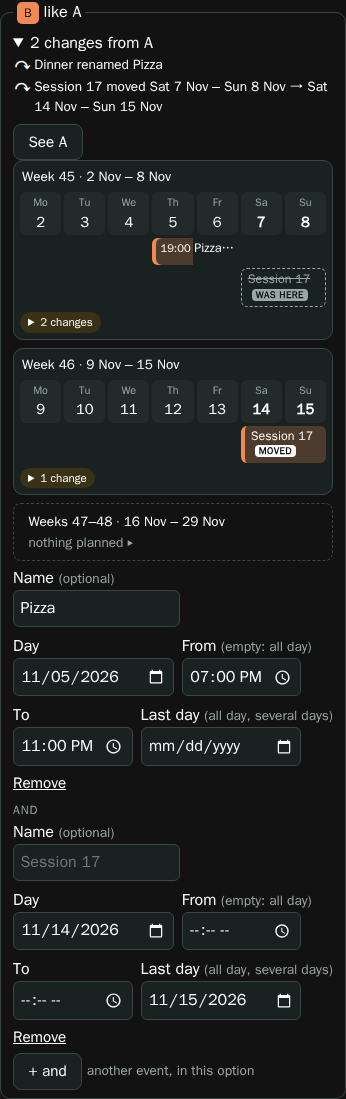 B like A
▼ 2 changes from A
↷ Dinner renamed Pizza
↷ Session 17 moved Sat 7 Nov – Sun 8 Nov → Sat
14 Nov – Sun 15 Nov
See A
Week 45 · 2 Nov – 8 Nov
Mo Tu We Th Fr Sa Su
2 3 4 5 6 7 8
19:00 Pizza⋯
Session 17
WAS HERE
▶ 2 changes
Week 46 · 9 Nov – 15 Nov
Mo Tu We Th Fr Sa Su
9 10 11 12 13 14 15
Session 17
MOVED
▶ 1 change
Weeks 47–48 · 16 Nov – 29 Nov
nothing planned ▸
Name (optional)
Pizza
Day From (empty: all day)
11/05/2026 07:00 PM
To Last day (all day, several days)
11:00 PM mm/dd/yyyy
Remove
AND
Name (optional)
Session 17
Day From (empty: all day)
11/14/2026 --:-- --
To Last day (all day, several days)
--:-- -- 11/15/2026
Remove
+ and another event, in this option